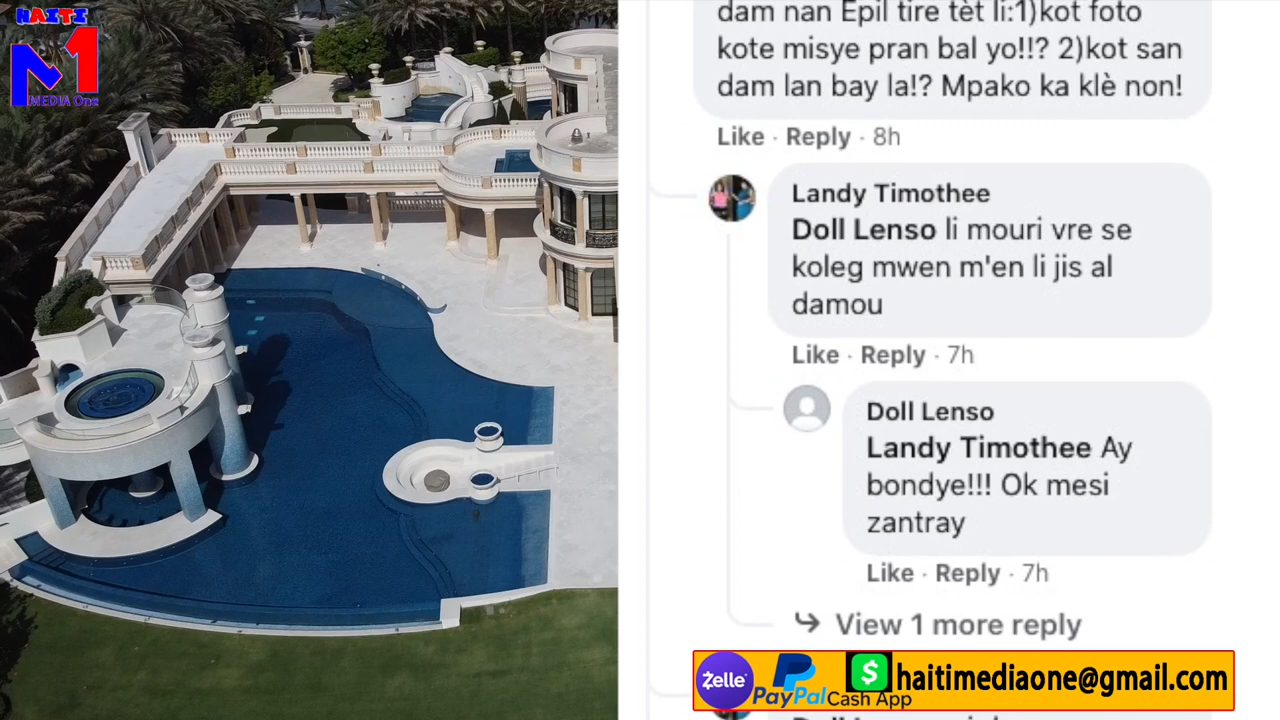 HAITI
M1
MEDIA One
dam nan Epil tire tèt li:1)kot foto
kote misye pran bal yo!!? 2)kot san
dam lan bay la!? Mpako ka klè non!
Like · Reply · 8h
Landy Timothee
Doll Lenso li mouri vre se
koleg mwen m'en li jis al
damou
Like · Reply · 7h
Doll Lenso
Landy Timothee Ay
bondye!!! Ok mesi
zantray
Like · Reply · 7h
View 1 more reply
Zelle
PayPal
$
Cash App
haitimediaone@gmail.com